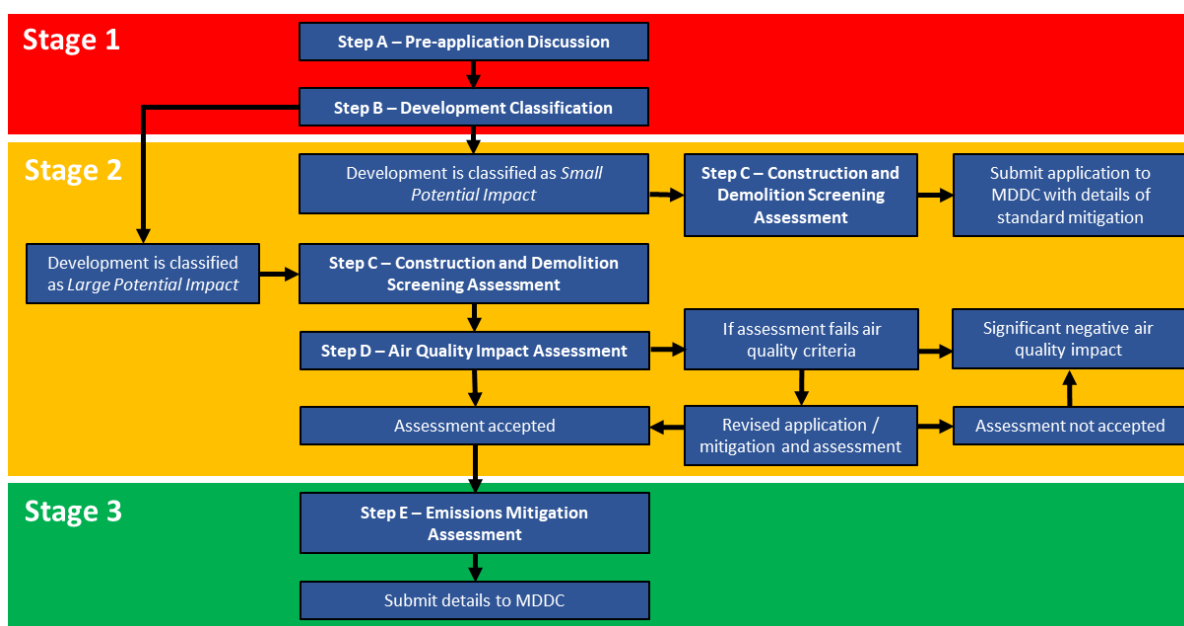 Stage 1
Step A – Pre-application Discussion
Step B – Development Classification
Stage 2
Development is classified as Small
Potential Impact
Step C – Construction and
Demolition Screening
Assessment
Submit application to
MDDC with details of
standard mitigation
Development is classified
as Large Potential Impact
Step C – Construction and Demolition
Screening Assessment
Step D – Air Quality Impact Assessment
If assessment fails air
quality criteria
Significant negative air
quality impact
Assessment accepted
Revised application /
mitigation and assessment
Assessment not accepted
Stage 3
Step E – Emissions Mitigation
Assessment
Submit details to MDDC